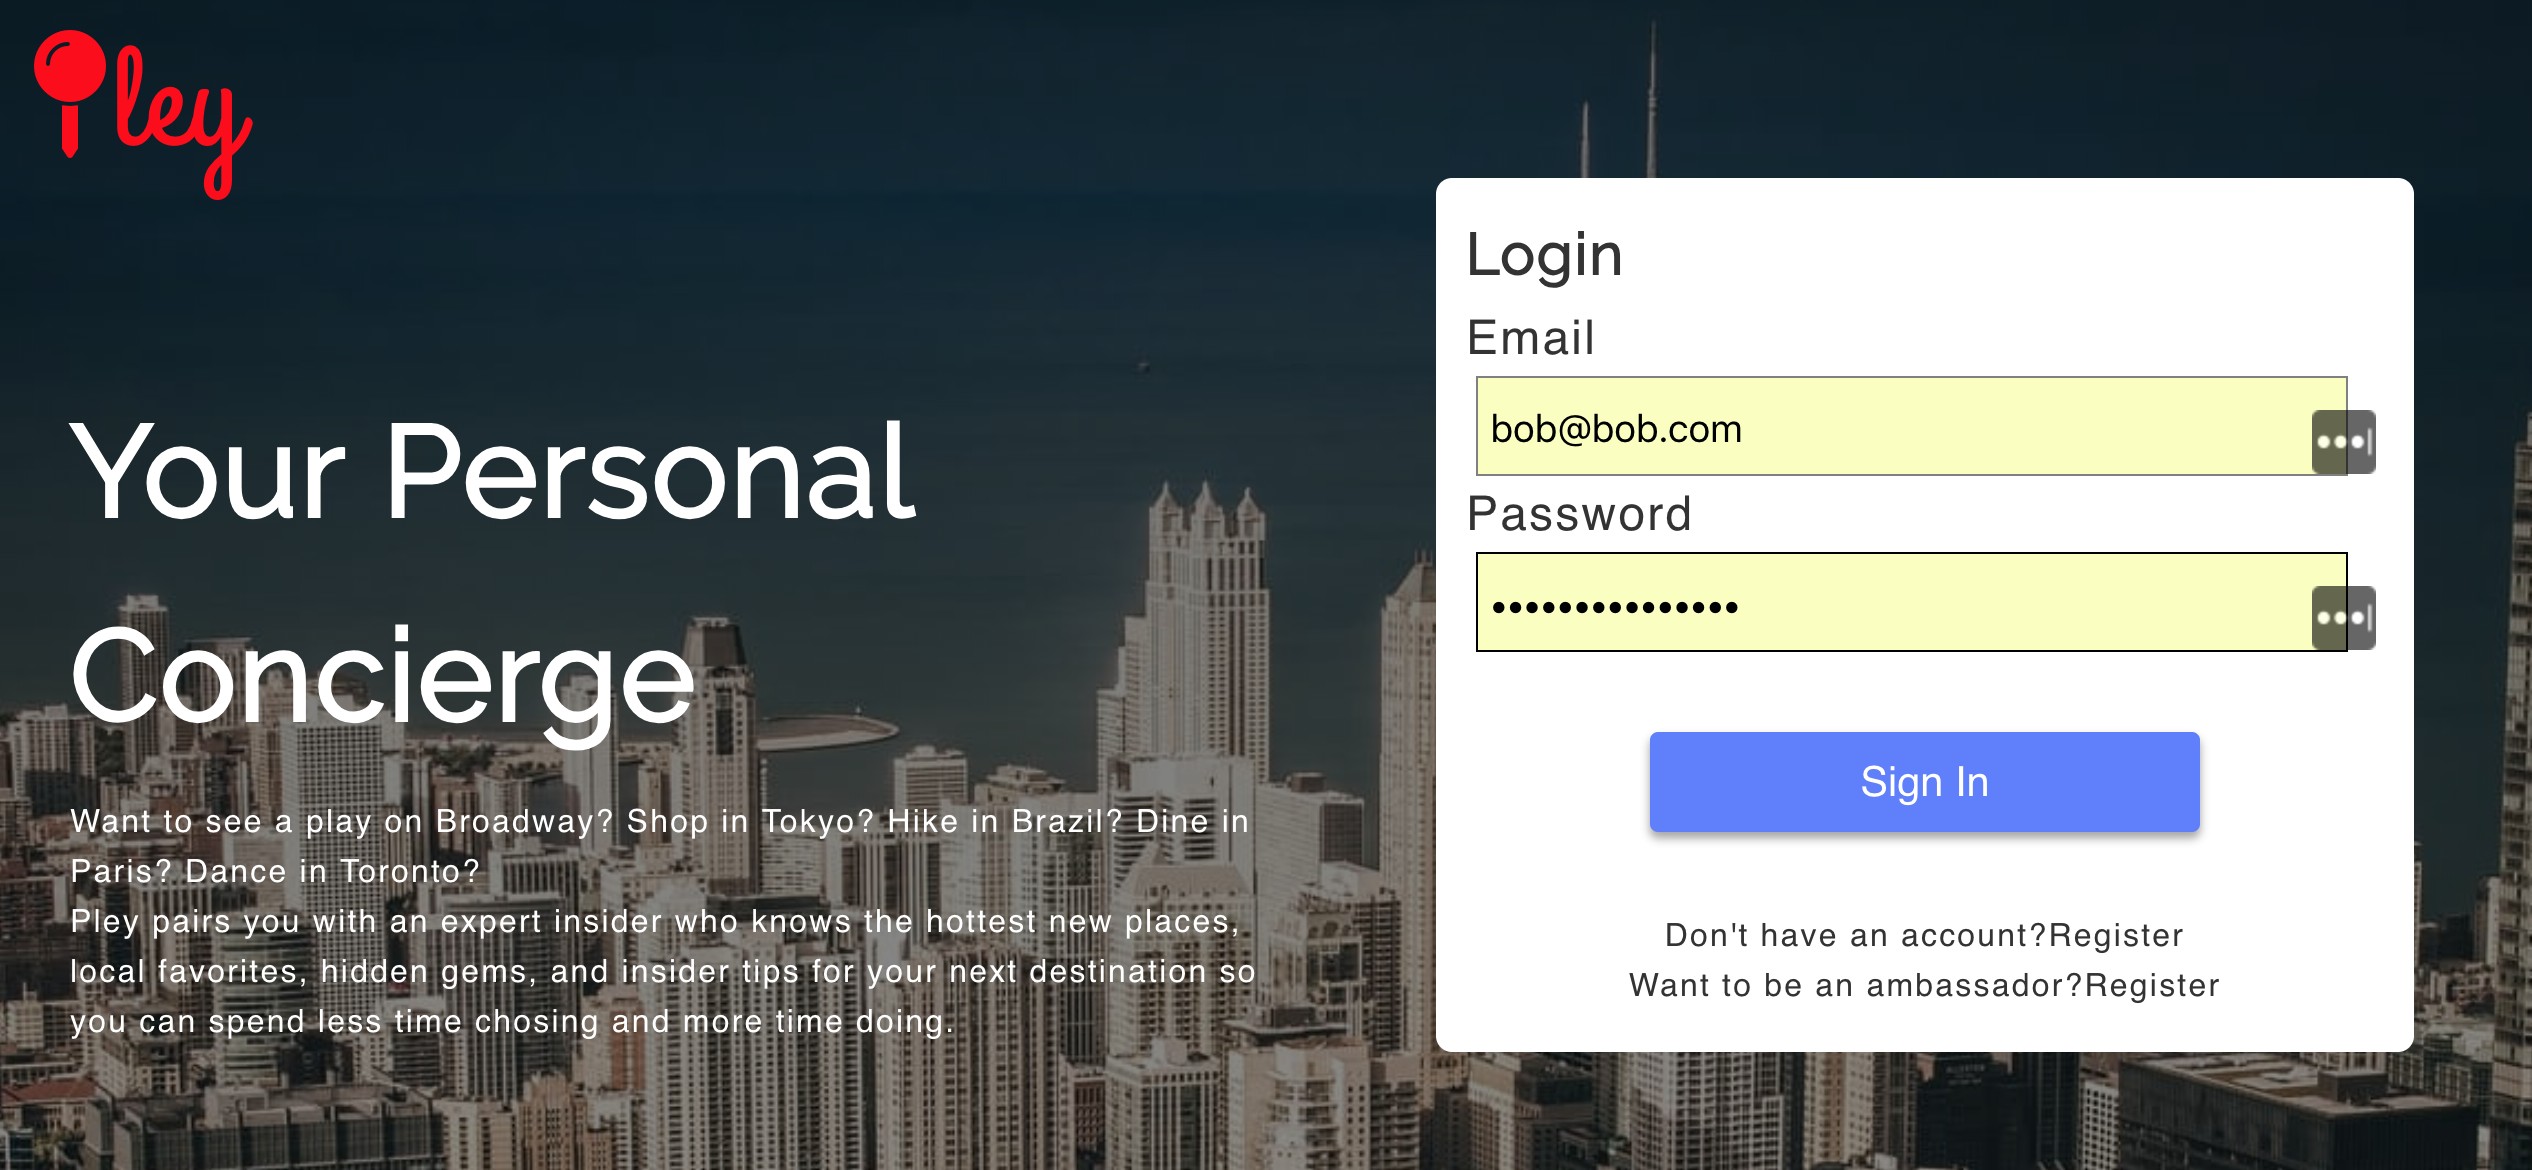 Pley
Your Personal
Concierge
Want to see a play on Broadway? Shop in Tokyo? Hike in Brazil? Dine in
Paris? Dance in Toronto?
Pley pairs you with an expert insider who knows the hottest new places,
local favorites, hidden gems, and insider tips for your next destination so
you can spend less time chosing and more time doing.
Login
Email
bob@bob.com
Password
•••••••••••••••
Sign In
Don't have an account?Register
Want to be an ambassador?Register